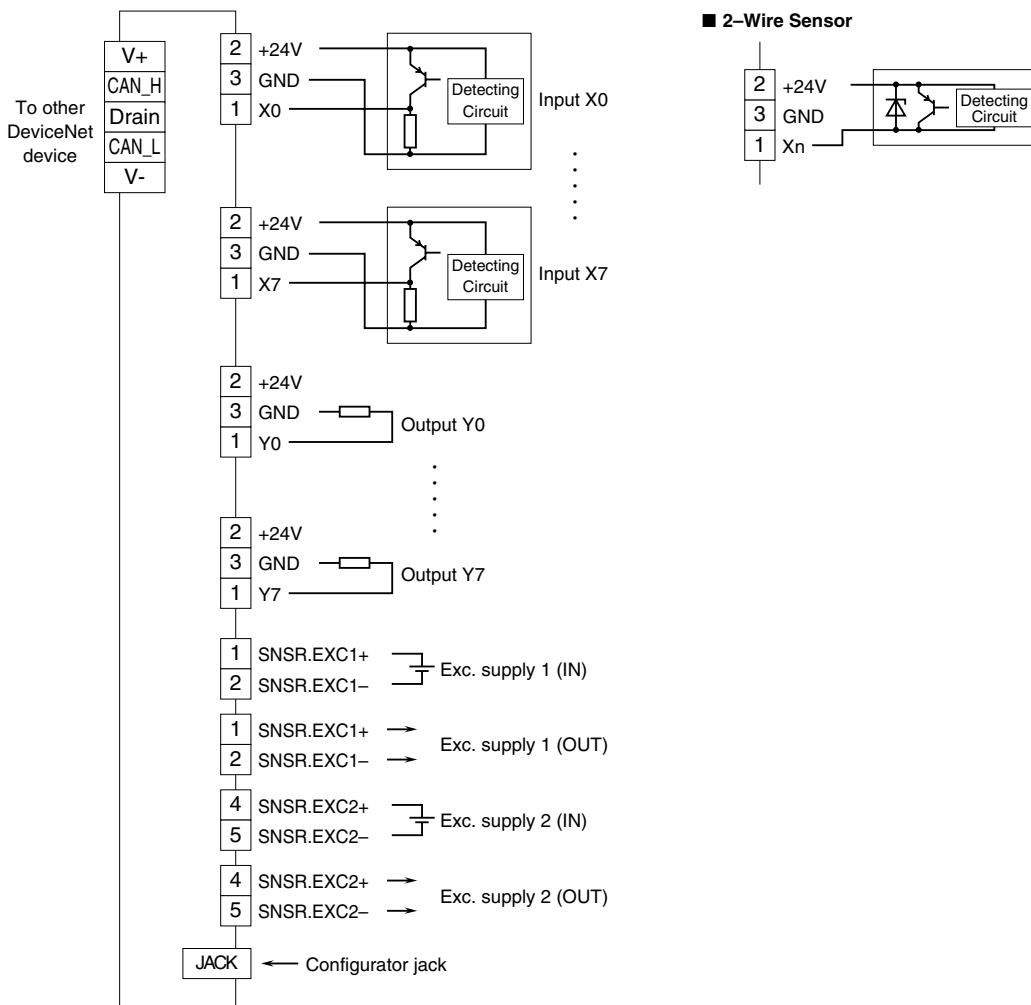 To other
DeviceNet
device
V+
CAN_H
Drain
CAN_L
V-
2 +24V
3 GND
1 X0
Detecting
Circuit
Input X0
2 +24V
3 GND
1 X7
Detecting
Circuit
Input X7
2 +24V
3 GND
1 Y0
Output Y0
2 +24V
3 GND
1 Y7
Output Y7
1 SNSR.EXC1+
2 SNSR.EXC1–
Exc. supply 1 (IN)
1 SNSR.EXC1+
2 SNSR.EXC1–
Exc. supply 1 (OUT)
4 SNSR.EXC2+
5 SNSR.EXC2–
Exc. supply 2 (IN)
4 SNSR.EXC2+
5 SNSR.EXC2–
Exc. supply 2 (OUT)
JACK Configurator jack
■ 2–Wire Sensor
2 +24V
3 GND
1 Xn
Detecting
Circuit